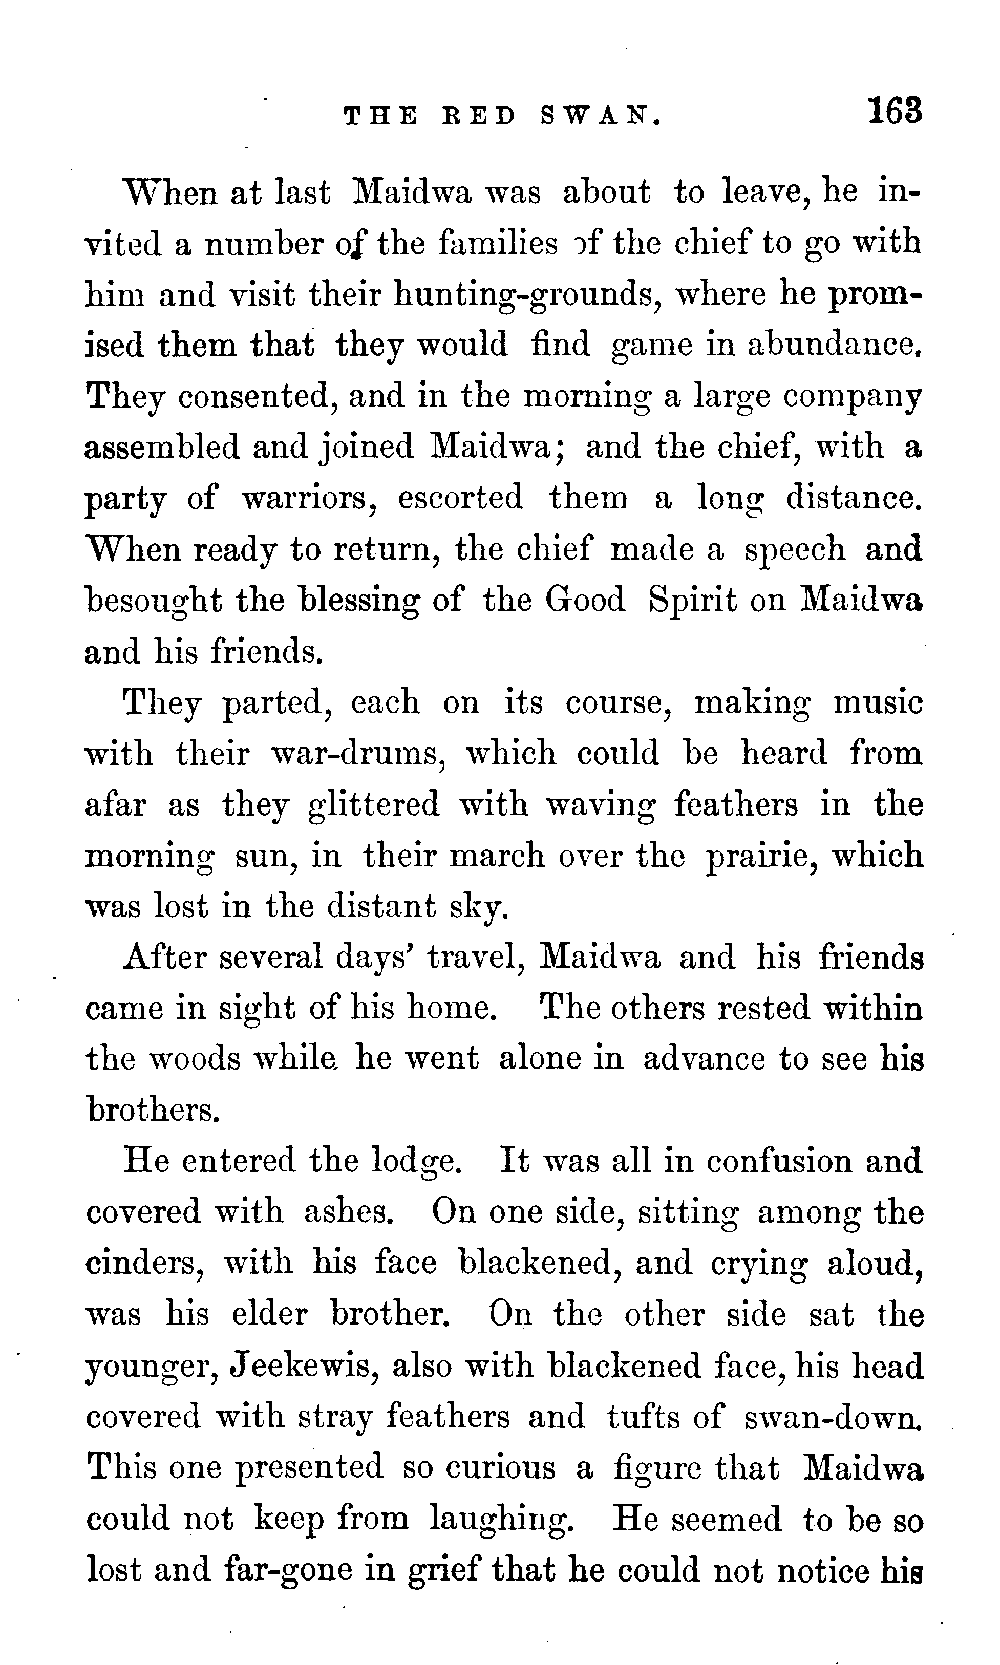 THE RED SWAN. 163
When at last Maidwa was about to leave, he in-
vited a number of the families of the chief to go with
him and visit their hunting-grounds, where he prom-
ised them that they would find game in abundance.
They consented, and in the morning a large company
assembled and joined Maidwa; and the chief, with a
party of warriors, escorted them a long distance.
When ready to return, the chief made a speech and
besought the blessing of the Good Spirit on Maidwa
and his friends.
They parted, each on its course, making music
with their war-drums, which could be heard from
afar as they glittered with waving feathers in the
morning sun, in their march over the prairie, which
was lost in the distant sky.
After several days' travel, Maidwa and his friends
came in sight of his home. The others rested within
the woods while he went alone in advance to see his
brothers.
He entered the lodge. It was all in confusion and
covered with ashes. On one side, sitting among the
cinders, with his face blackened, and crying aloud,
was his elder brother. On the other side sat the
younger, Jeekewis, also with blackened face, his head
covered with stray feathers and tufts of swan-down.
This one presented so curious a figure that Maidwa
could not keep from laughing. He seemed to be so
lost and far-gone in grief that he could not notice his